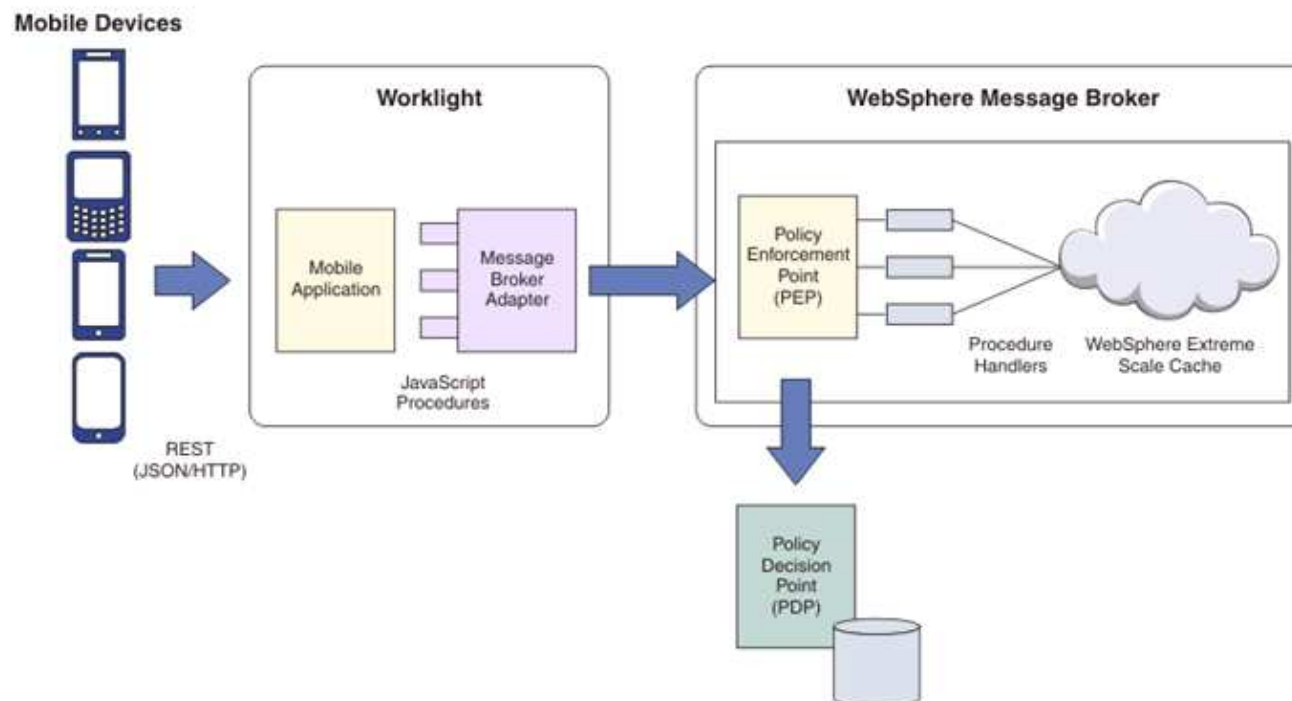 Mobile Devices
Worklight
WebSphere Message Broker
Mobile
Application
Message
Broker
Adapter
Policy
Enforcement
Point
(PEP)
JavaScript
Procedures
Procedure
Handlers
WebSphere Extreme
Scale Cache
REST
(JSON/HTTP)
Policy
Decision
Point
(PDP)